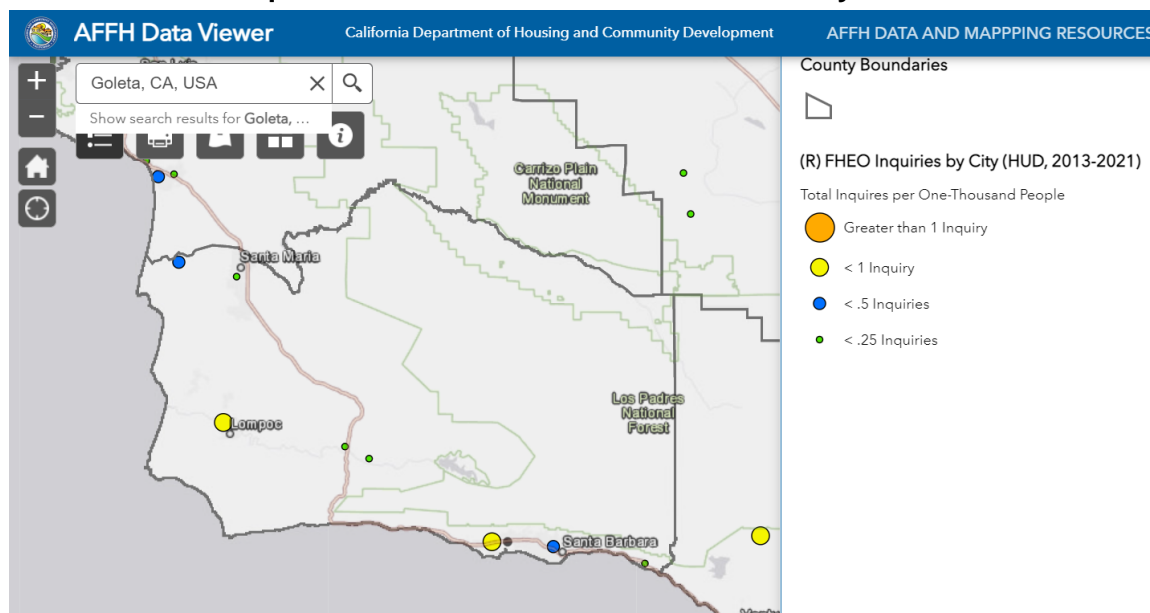 AFFH Data Viewer
California Department of Housing and Community Development
AFFH DATA AND MAPPPING RESOURCES
+
Goleta, CA, USA
−
Show search results for Goleta, ...
County Boundaries
(R) FHEO Inquiries by City (HUD, 2013-2021)
Total Inquires per One-Thousand People
Greater than 1 Inquiry
< 1 Inquiry
< .5 Inquiries
< .25 Inquiries
Carrizo Plain
National
Monument
Santa Maria
Los Padres
National
Forest
Lompoc
Santa Barbara